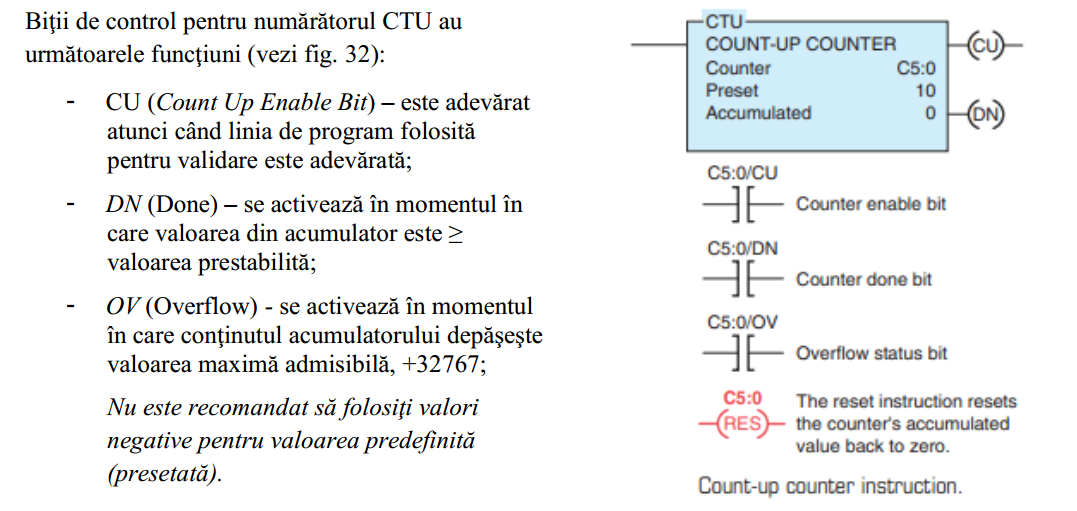 Biţii de control pentru numărătorul CTU au
următoarele funcţiuni (vezi fig. 32):
- CU (Count Up Enable Bit) – este adevărat
atunci când linia de program folosită
pentru validare este adevărată;
- DN (Done) – se activează în momentul în
care valoarea din acumulator este ≥
valoarea prestabilită;
- OV (Overflow) - se activează în momentul
în care conţinutul acumulatorului depăşeşte
valoarea maximă admisibilă, +32767;
Nu este recomandat să folosiţi valori
negative pentru valoarea predefinită
(presetată).
CTU
COUNT-UP COUNTER
Counter C5:0
Preset 10
Accumulated 0
CU
DN
C5:0/CU
Counter enable bit
C5:0/DN
Counter done bit
C5:0/OV
Overflow status bit
C5:0
RES
The reset instruction resets
the counter's accumulated
value back to zero.
Count-up counter instruction.